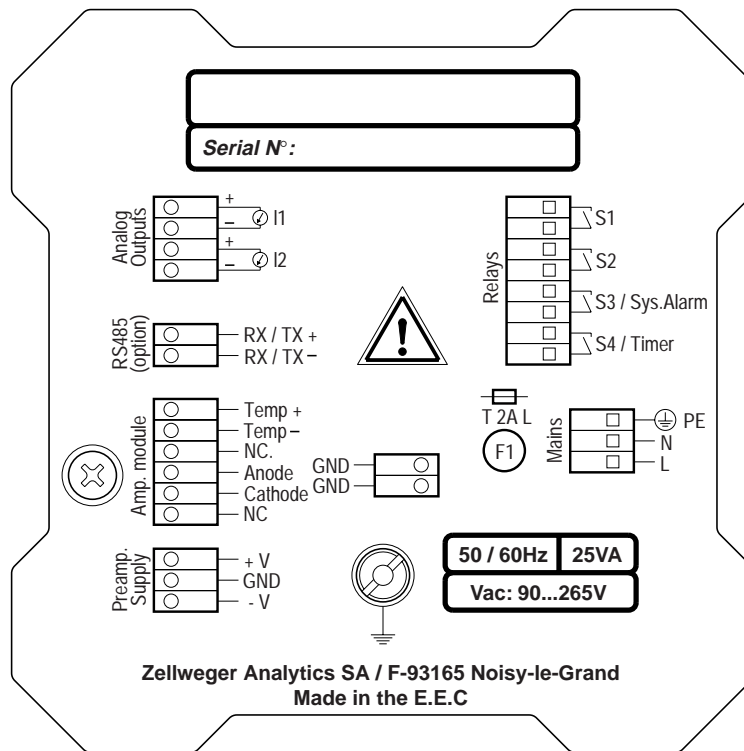 Serial N°:
Analog
Outputs
+
– I1
+
– I2
RS485
(option)
RX / TX +
RX / TX –
Amp. module
Temp +
Temp –
NC.
Anode
Cathode
NC
GND
GND
Preamp.
Supply
+ V
GND
- V
Relays
S1
S2
S3 / Sys.Alarm
S4 / Timer
!
T 2A L
F1
Mains
PE
N
L
50 / 60Hz 25VA
Vac: 90...265V
Zellweger Analytics SA / F-93165 Noisy-le-Grand
Made in the E.E.C